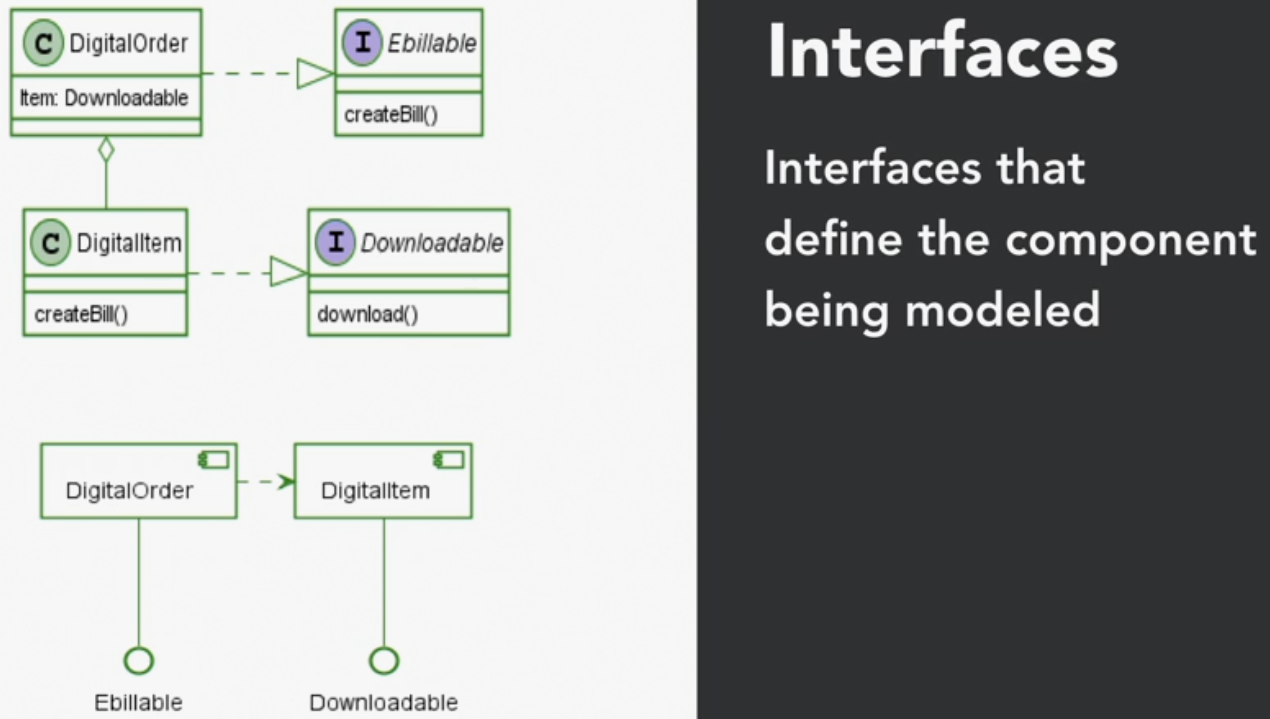 C DigitalOrder
Item: Downloadable
I Ebillable
createBill()
C DigitalItem
createBill()
I Downloadable
download()
DigitalOrder
DigitalItem
Ebillable
Downloadable
Interfaces
Interfaces that
define the component
being modeled